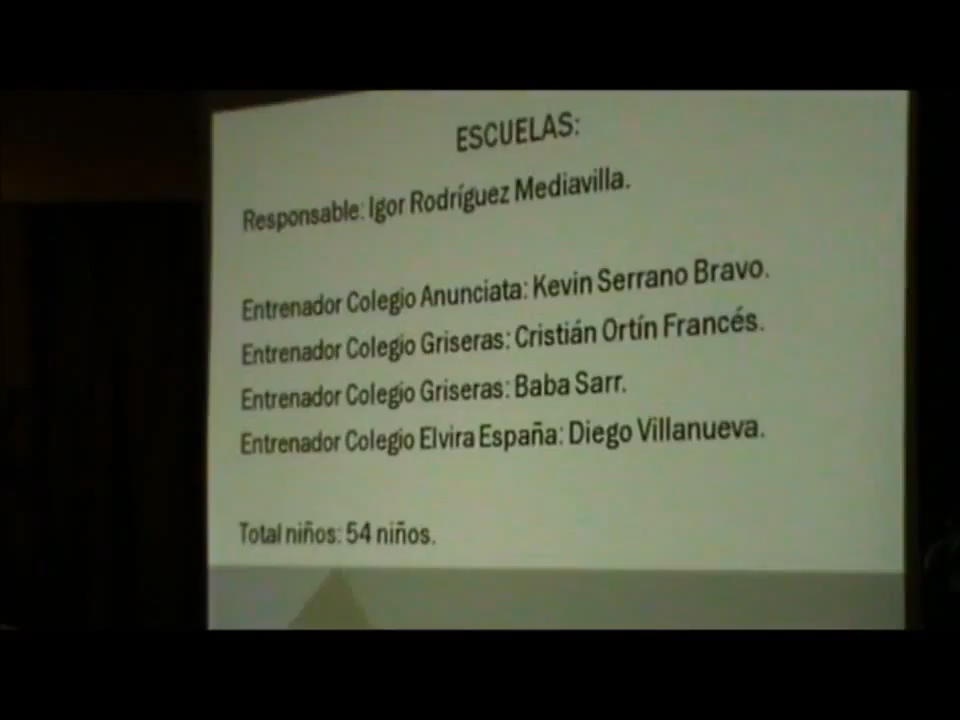 ESCUELAS:
Responsable: Igor Rodríguez Mediavilla.
Entrenador Colegio Anunciata: Kevin Serrano Bravo.
Entrenador Colegio Griseras: Cristián Ortín Francés.
Entrenador Colegio Griseras: Baba Sarr.
Entrenador Colegio Elvira España: Diego Villanueva.
Total niños: 54 niños.